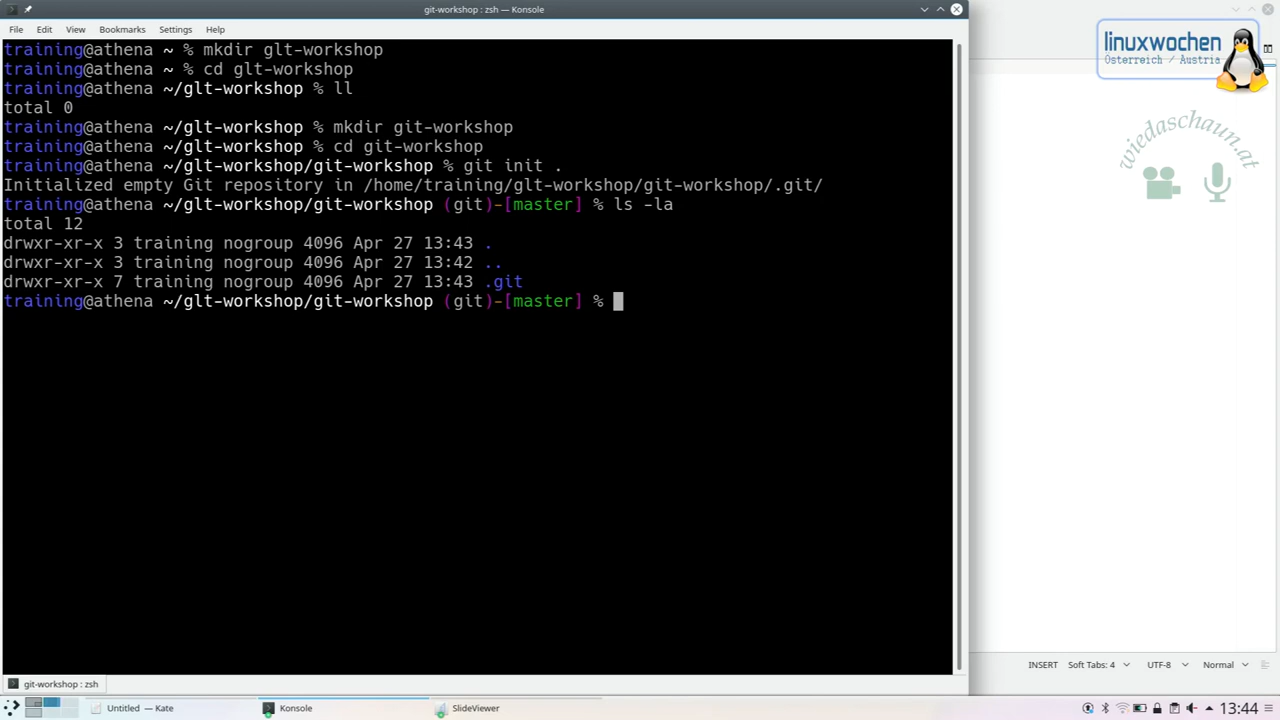 git-workshop : zsh — Konsole
File Edit View Bookmarks Settings Help
training@athena ~ % mkdir glt-workshop
training@athena ~ % cd glt-workshop
training@athena ~/glt-workshop % ll
total 0
training@athena ~/glt-workshop % mkdir git-workshop
training@athena ~/glt-workshop % cd git-workshop
training@athena ~/glt-workshop/git-workshop % git init .
Initialized empty Git repository in /home/training/glt-workshop/git-workshop/.git/
training@athena ~/glt-workshop/git-workshop (git)-[master] % ls -la
total 12
drwxr-xr-x 3 training nogroup 4096 Apr 27 13:43 .
drwxr-xr-x 3 training nogroup 4096 Apr 27 13:42 ..
drwxr-xr-x 7 training nogroup 4096 Apr 27 13:43 .git
training@athena ~/glt-workshop/git-workshop (git)-[master] %
linuxwochen
Österreich / Austria
wiedaschaun.at
INSERT Soft Tabs: 4 UTF-8 Normal
git-workshop : zsh
Untitled — Kate Konsole SlideViewer 13:44